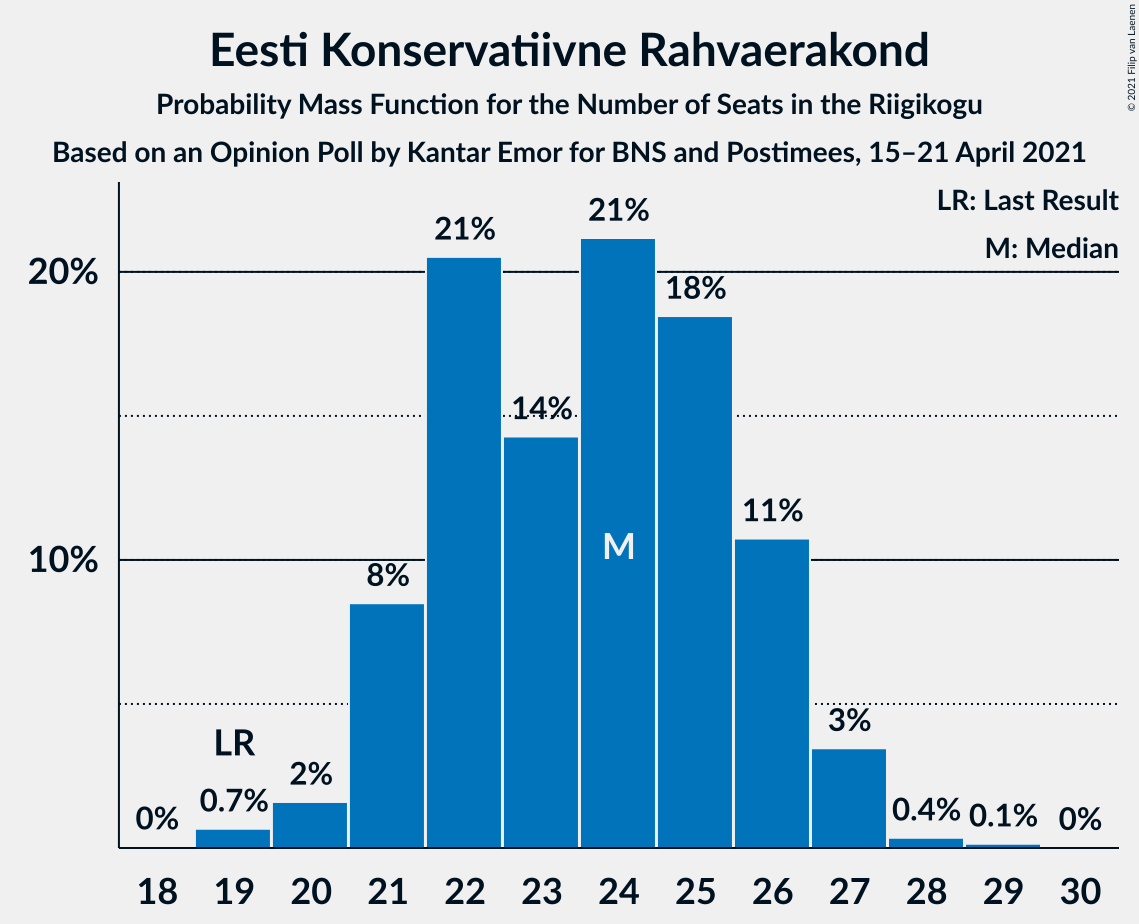 Eesti Konservatiivne Rahvaerakond
Probability Mass Function for the Number of Seats in the Riigikogu
Based on an Opinion Poll by Kantar Emor for BNS and Postimees, 15–21 April 2021
© 2021 Filip van Laenen
LR: Last Result
M: Median
20%
10%
0%
LR
0.7%
2%
8%
21%
14%
21%
M
18%
11%
3%
0.4%
0.1%
0%
18 19 20 21 22 23 24 25 26 27 28 29 30